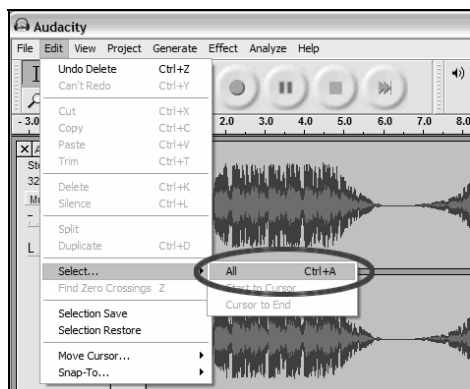 Audacity
File Edit View Project Generate Effect Analyze Help
Undo Delete Ctrl+Z
Can't Redo Ctrl+Y
Cut Ctrl+X
Copy Ctrl+C
Paste Ctrl+V
Trim Ctrl+T
Delete Ctrl+K
Silence Ctrl+L
Split
Duplicate Ctrl+D
Select...
Find Zero Crossings Z
Selection Save
Selection Restore
Move Cursor...
Snap-To...
All Ctrl+A
Start to Cursor
Cursor to End
- 3.0 2.0 3.0 4.0 5.0 6.0 7.0 8.0
X
32
L